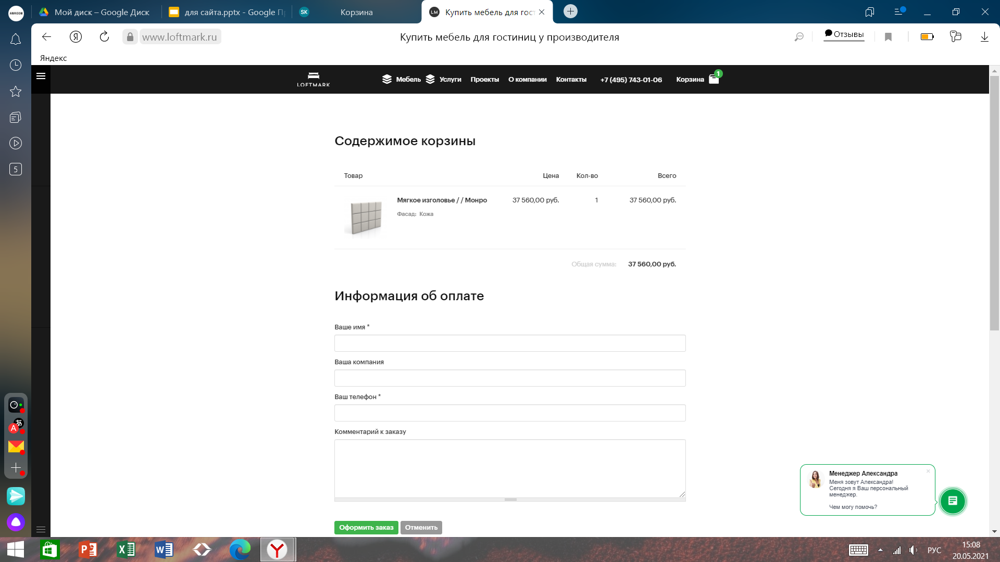 Мой диск – Google Диск
для сайта.pptx - Google П
SK
Корзина
LM
Купить мебель для гост
www.loftmark.ru
Купить мебель для гостиниц у производителя
Отзывы
Яндекс
LOFTMARK
Мебель
Услуги
Проекты
О компании
Контакты
+7 (495) 743-01-06
Корзина
1
5
Содержимое корзины
Товар Цена Кол-во Всего
Мягкое изголовье / / Монро 37 560,00 руб. 1 37 560,00 руб.
Фасад: Кожа
Общая сумма: 37 560,00 руб.
Информация об оплате
Ваше имя *
Ваша компания
Ваш телефон *
Комментарий к заказу
Менеджер Александра
Меня зовут Александра!
Сегодня я Ваш персональный
менеджер.
Чем могу помочь?
Оформить заказ
Отменить
РУС
15:08
20.05.2021